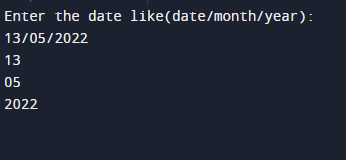 Enter the date like(date/month/year):
13/05/2022
13
05
2022